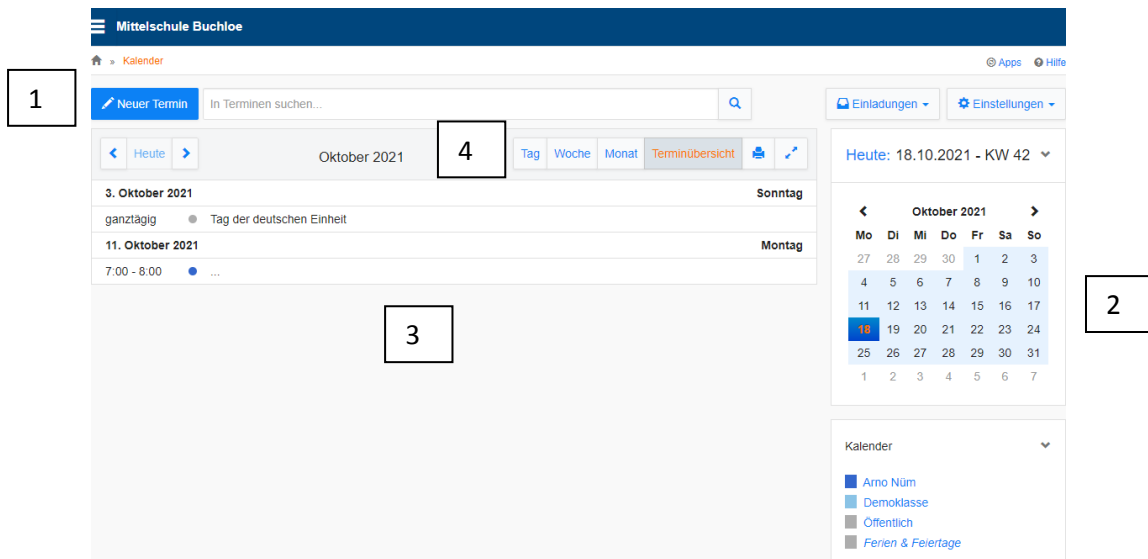 Mittelschule Buchloe
» Kalender
Apps Hilfe
1
Neuer Termin In Terminen suchen... Einladungen Einstellungen
Heute Oktober 2021 4 Tag Woche Monat Terminübersicht
3. Oktober 2021 Sonntag
ganztägig Tag der deutschen Einheit
11. Oktober 2021 Montag
7:00 - 8:00 ...
3
Heute: 18.10.2021 - KW 42
Oktober 2021
Mo Di Mi Do Fr Sa So
27 28 29 30 1 2 3
4 5 6 7 8 9 10
11 12 13 14 15 16 17
18 19 20 21 22 23 24
25 26 27 28 29 30 31
1 2 3 4 5 6 7
2
Kalender
Arno Nüm
Demoklasse
Öffentlich
Ferien & Feiertage